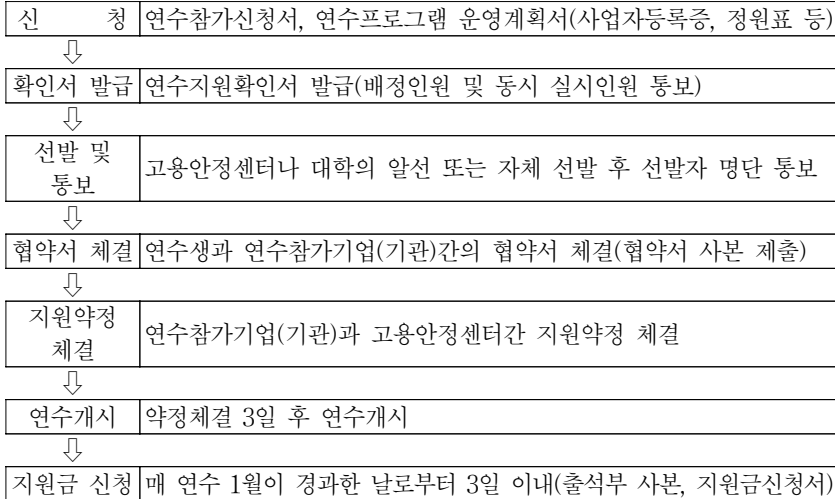 신 청 연수참가신청서, 연수프로그램 운영계획서(사업자등록증, 정원표 등)
⇩
확인서 발급 연수지원확인서 발급(배정인원 및 동시 실시인원 통보)
⇩
선발 및
통보
고용안정센터나 대학의 알선 또는 자체 선발 후 선발자 명단 통보
⇩
협약서 체결 연수생과 연수참가기업(기관)간의 협약서 체결(협약서 사본 제출)
⇩
지원약정
체결
연수참가기업(기관)과 고용안정센터간 지원약정 체결
⇩
연수개시 약정체결 3일 후 연수개시
⇩
지원금 신청 매 연수 1월이 경과한 날로부터 3일 이내(출석부 사본, 지원금신청서)